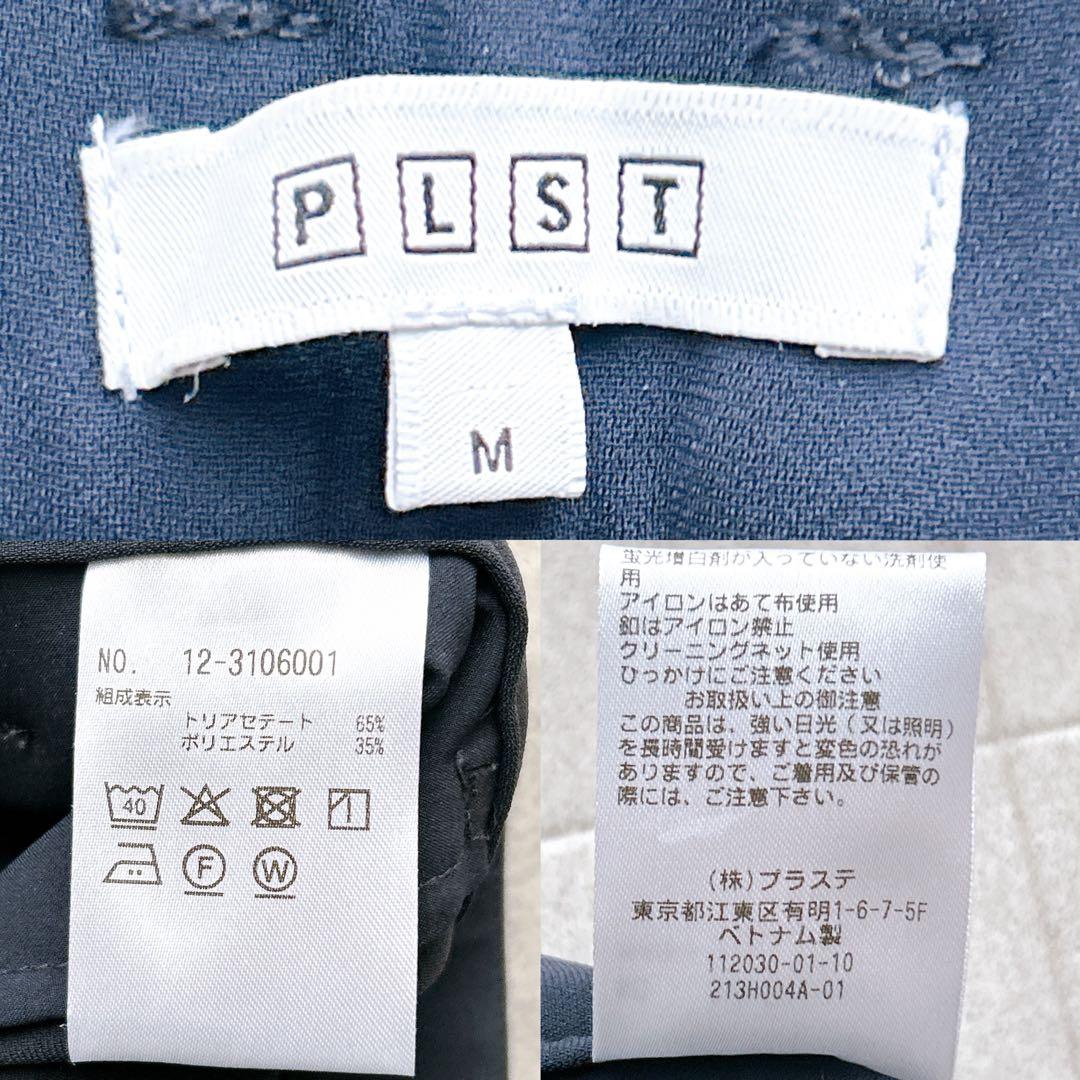 PLST
M
NO. 12-3106001
組成表示
トリアセテート 65%
ポリエステル 35%
40
F W
蛍光増白剤が入っていない洗剤使
用
アイロンはあて布使用
釦はアイロン禁止
クリーニングネット使用
ひっかけにご注意ください
お取扱い上の御注意
この商品は、強い日光(又は照明)
を長時間受けますと変色の恐れが
ありますので、ご着用及び保管の
際には、ご注意下さい。
(株)プラステ
東京都江東区有明1-6-7-5F
ベトナム製
112030-01-10
213H004A-01